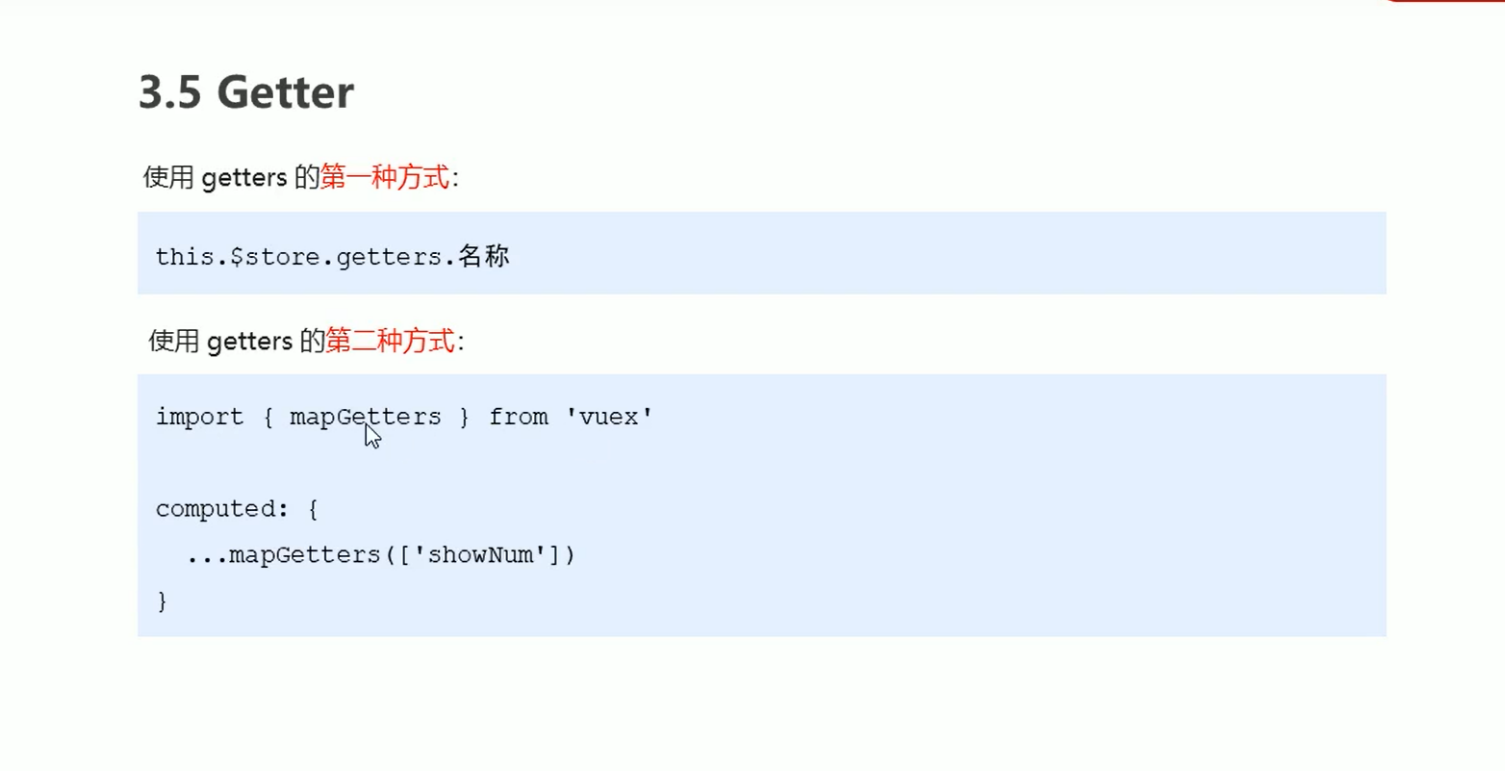 3.5 Getter
使用 getters 的第一种方式：
this.$store.getters.名称
使用 getters 的第二种方式：
import { mapGetters } from 'vuex'
computed: {
...mapGetters(['showNum'])
}